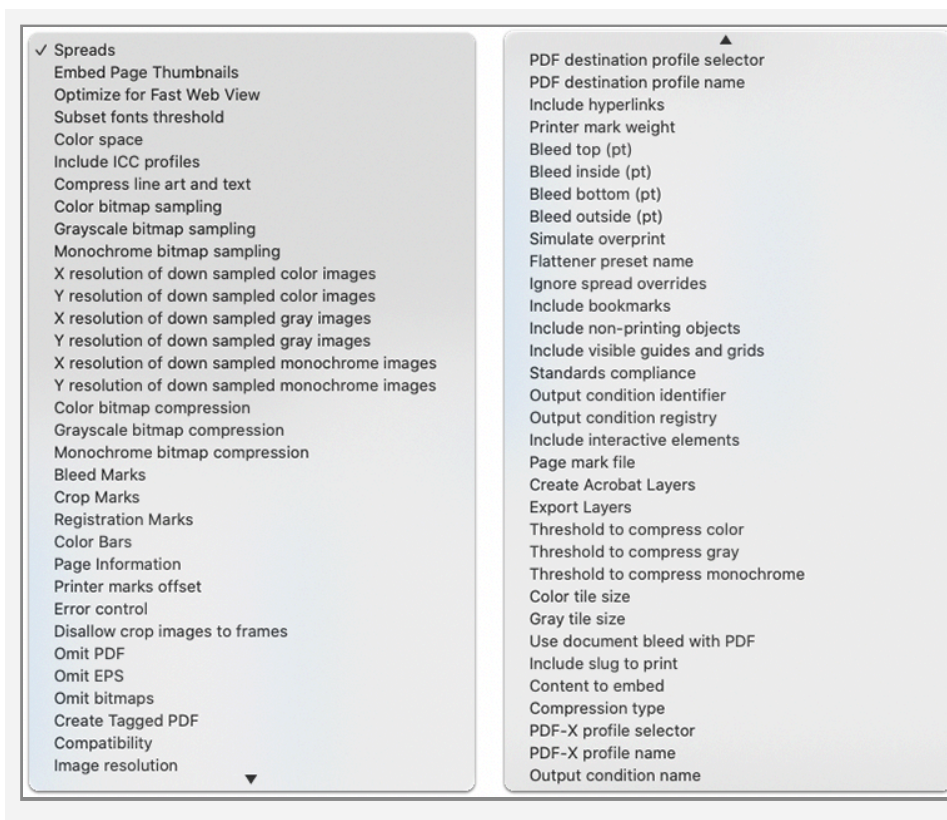 ✓ Spreads
Embed Page Thumbnails
Optimize for Fast Web View
Subset fonts threshold
Color space
Include ICC profiles
Compress line art and text
Color bitmap sampling
Grayscale bitmap sampling
Monochrome bitmap sampling
X resolution of down sampled color images
Y resolution of down sampled color images
X resolution of down sampled gray images
Y resolution of down sampled gray images
X resolution of down sampled monochrome images
Y resolution of down sampled monochrome images
Color bitmap compression
Grayscale bitmap compression
Monochrome bitmap compression
Bleed Marks
Crop Marks
Registration Marks
Color Bars
Page Information
Printer marks offset
Error control
Disallow crop images to frames
Omit PDF
Omit EPS
Omit bitmaps
Create Tagged PDF
Compatibility
Image resolution
PDF destination profile selector
PDF destination profile name
Include hyperlinks
Printer mark weight
Bleed top (pt)
Bleed inside (pt)
Bleed bottom (pt)
Bleed outside (pt)
Simulate overprint
Flattener preset name
Ignore spread overrides
Include bookmarks
Include non-printing objects
Include visible guides and grids
Standards compliance
Output condition identifier
Output condition registry
Include interactive elements
Page mark file
Create Acrobat Layers
Export Layers
Threshold to compress color
Threshold to compress gray
Threshold to compress monochrome
Color tile size
Gray tile size
Use document bleed with PDF
Include slug to print
Content to embed
Compression type
PDF-X profile selector
PDF-X profile name
Output condition name